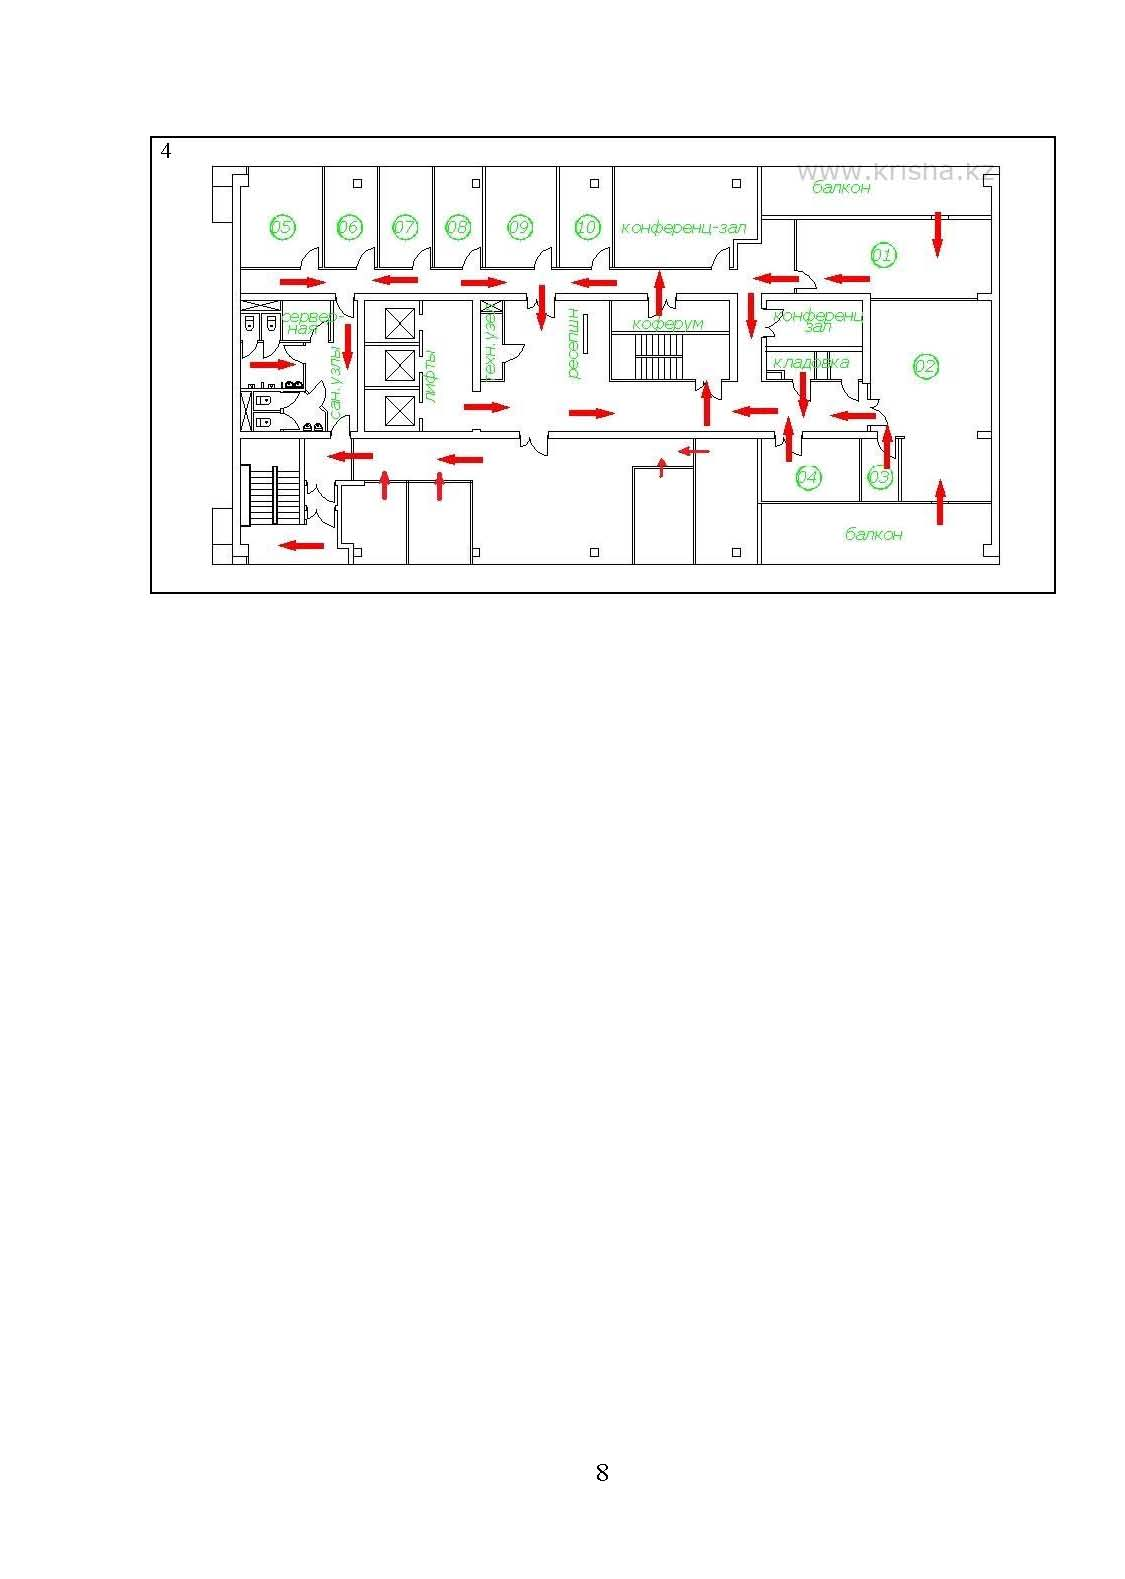 4
www.krisha.kz
балкон
05
06
07
08
09
10
конференц-зал
01
сервер-
ная
сан.узлы
лифты
техн.узел
ресепшн
коферум
конференц
зал
кладовка
02
04
03
балкон
8